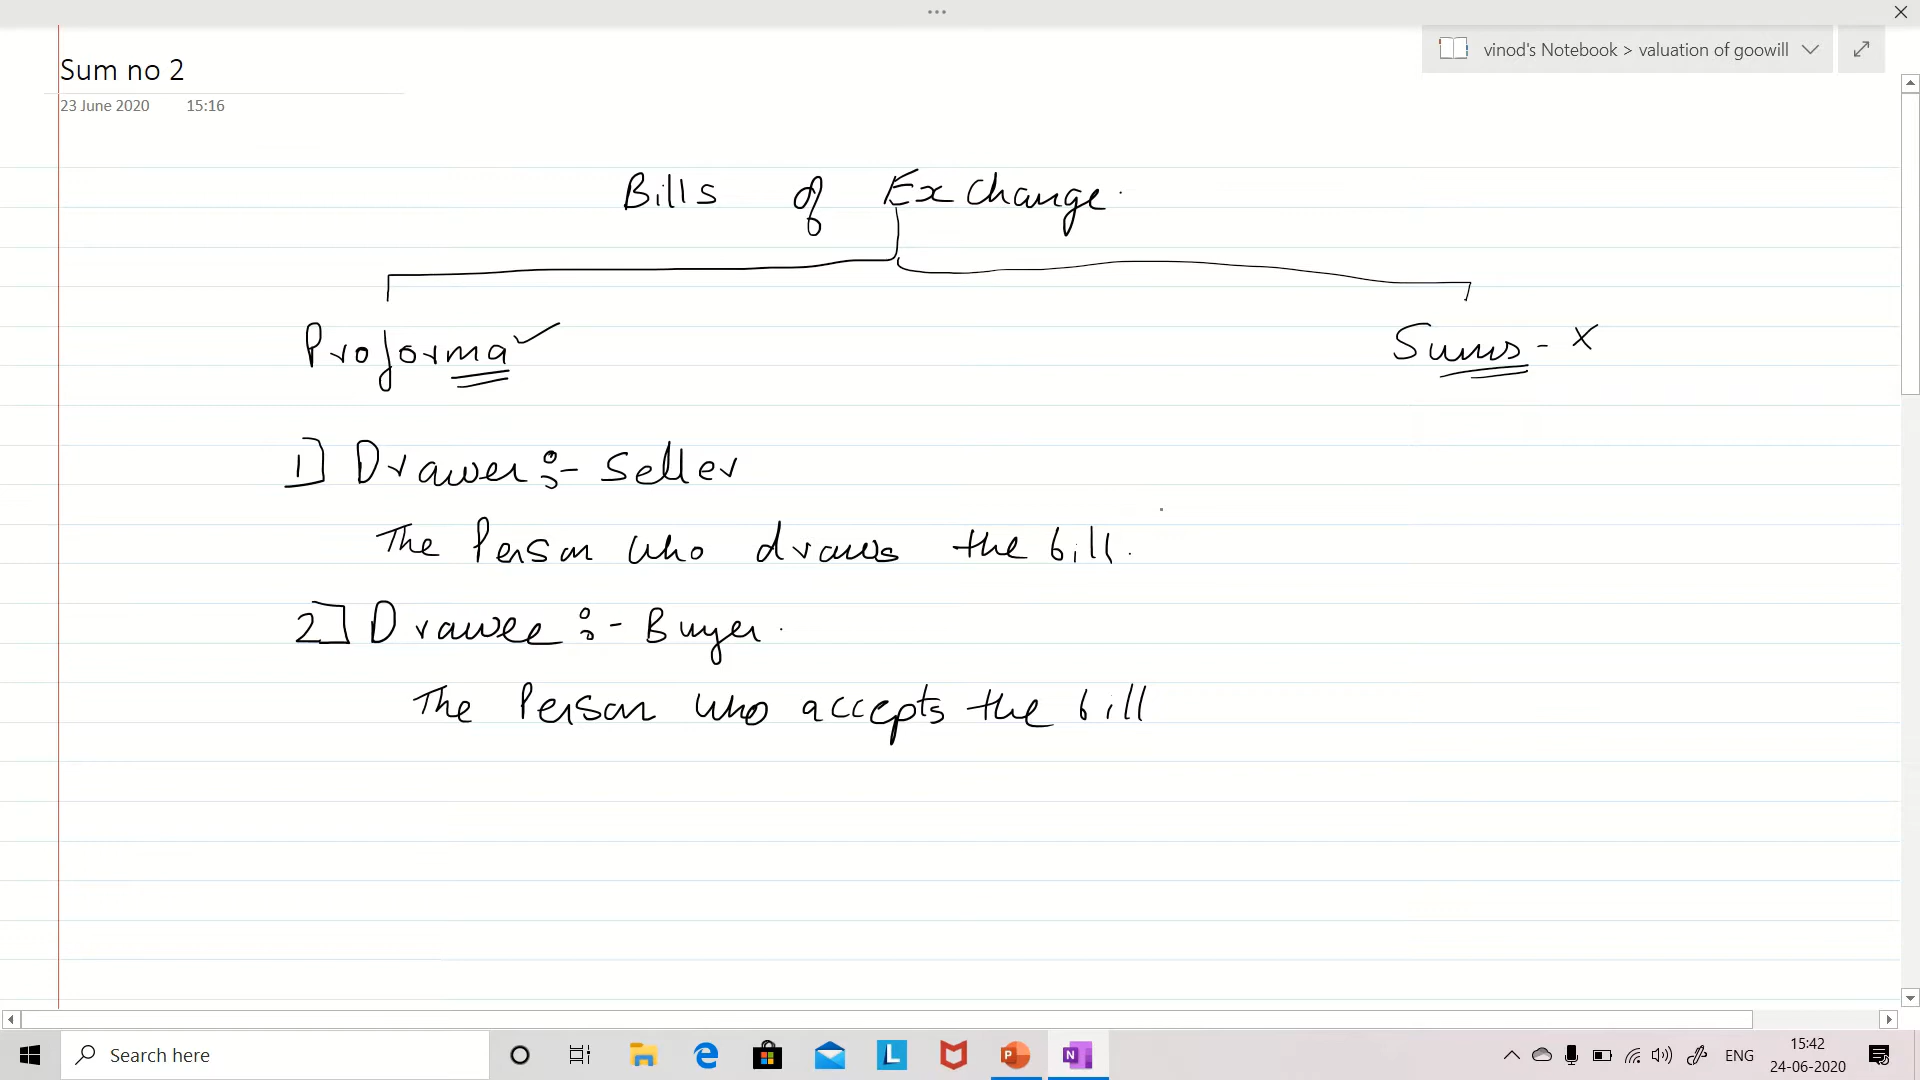 vinod's Notebook > valuation of goowill
Sum no 2
23 June 2020 15:16
Bills of Exchange.
Proforma ✓
Sums - X
1] Drawer :- Seller
The Person who draws the bill.
2] Drawee :- Buyer.
The Person who accepts the bill
Search here
ENG
15:42
24-06-2020